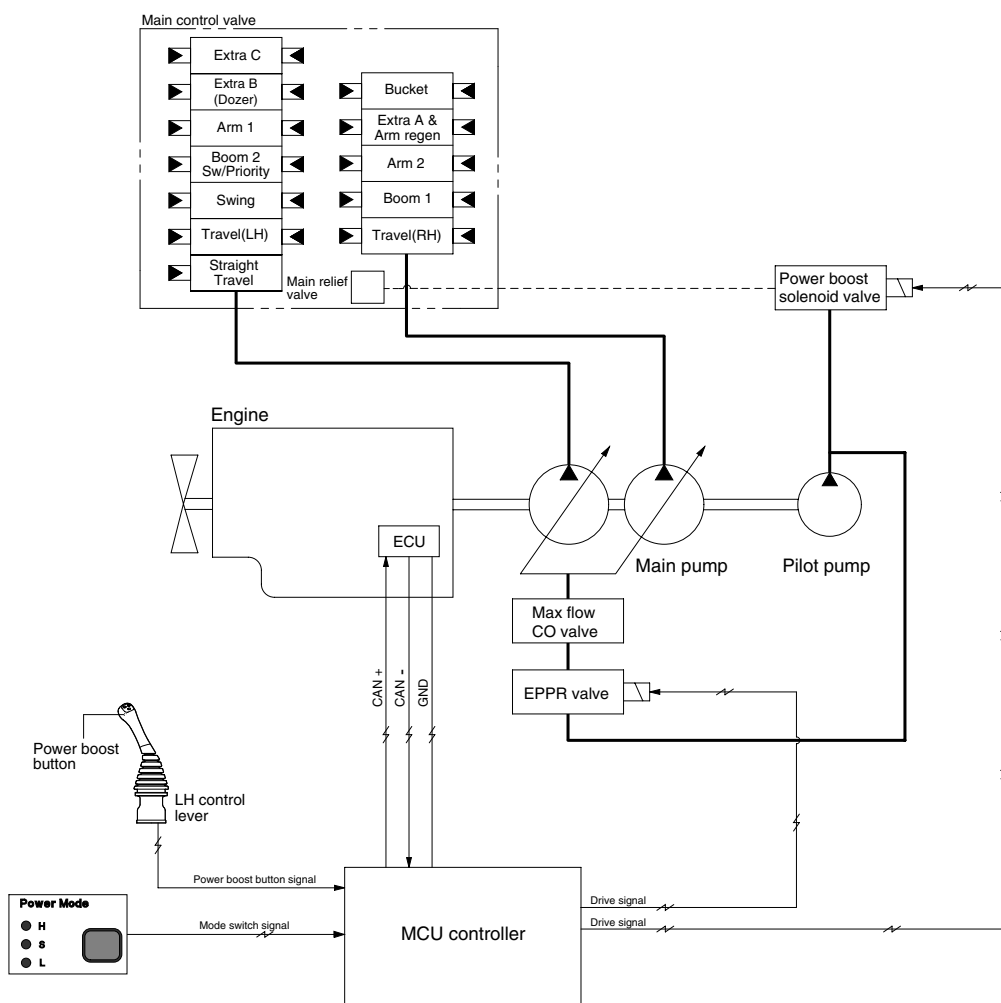 Main control valve
Extra C
Extra B
(Dozer)
Arm 1
Boom 2
Sw/Priority
Swing
Travel(LH)
Straight
Travel
Bucket
Extra A &
Arm regen
Arm 2
Boom 1
Travel(RH)
Main relief
valve
Power boost
solenoid valve
Engine
ECU
Main pump
Pilot pump
Max flow
CO valve
EPPR valve
CAN +
CAN -
GND
Power boost
button
LH control
lever
Power boost button signal
Mode switch signal
Power Mode
H
S
L
MCU controller
Drive signal
Drive signal